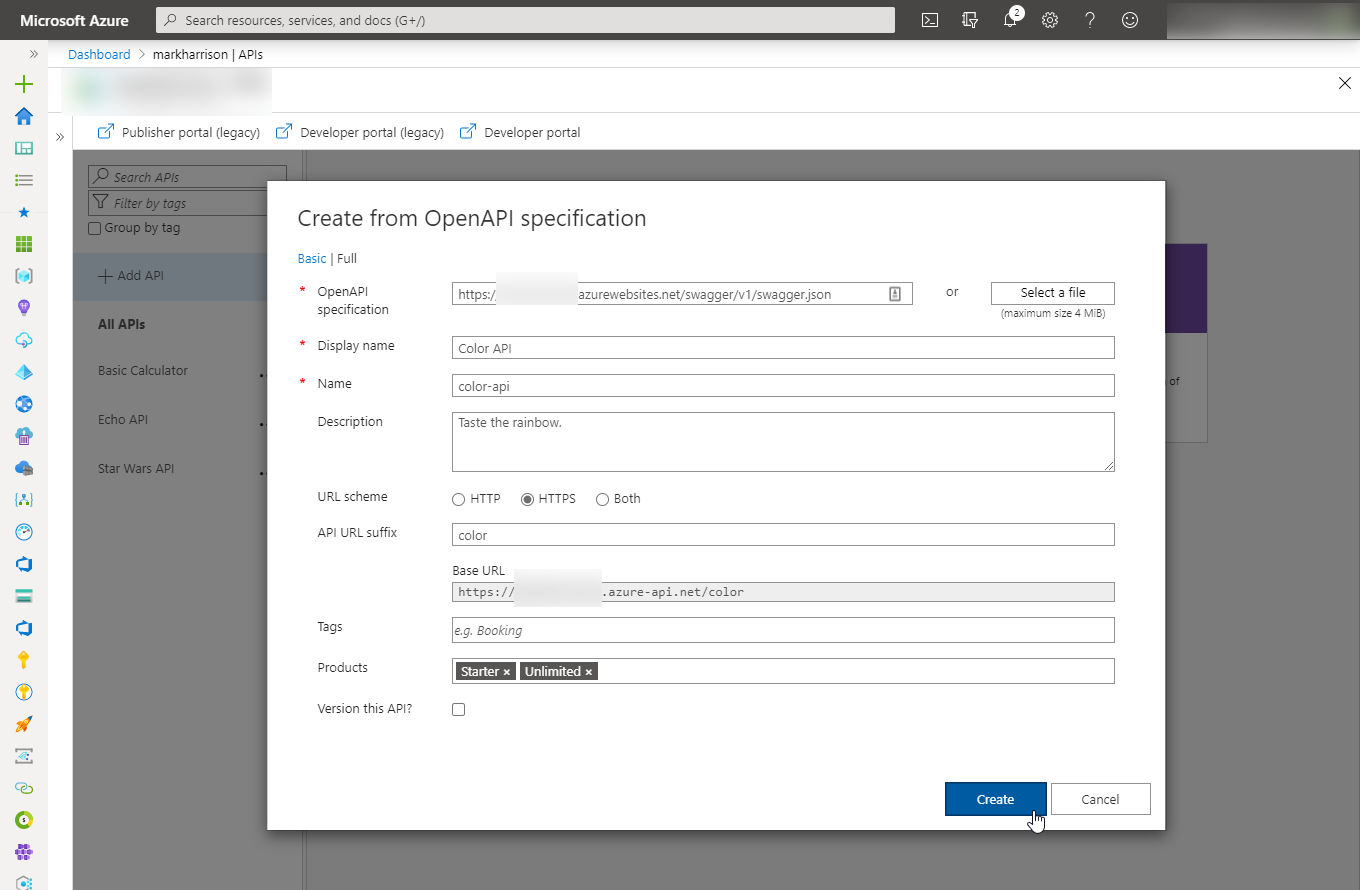 Microsoft Azure
Search resources, services, and docs (G+/)
2
Dashboard > markharrison | APIs
Publisher portal (legacy) Developer portal (legacy) Developer portal
Search APIs
Filter by tags
Group by tag
Add API
All APIs
Basic Calculator
Echo API
Star Wars API
of
Create from OpenAPI specification
Basic | Full
* OpenAPI specification
https:/ azurewebsites.net/swagger/v1/swagger.json
or
Select a file
(maximum size 4 MiB)
* Display name
Color API
* Name
color-api
Description
Taste the rainbow.
URL scheme
HTTP HTTPS Both
API URL suffix
color
Base URL
https:// .azure-api.net/color
Tags
e.g. Booking
Products
Starter × Unlimited ×
Version this API?
Create Cancel